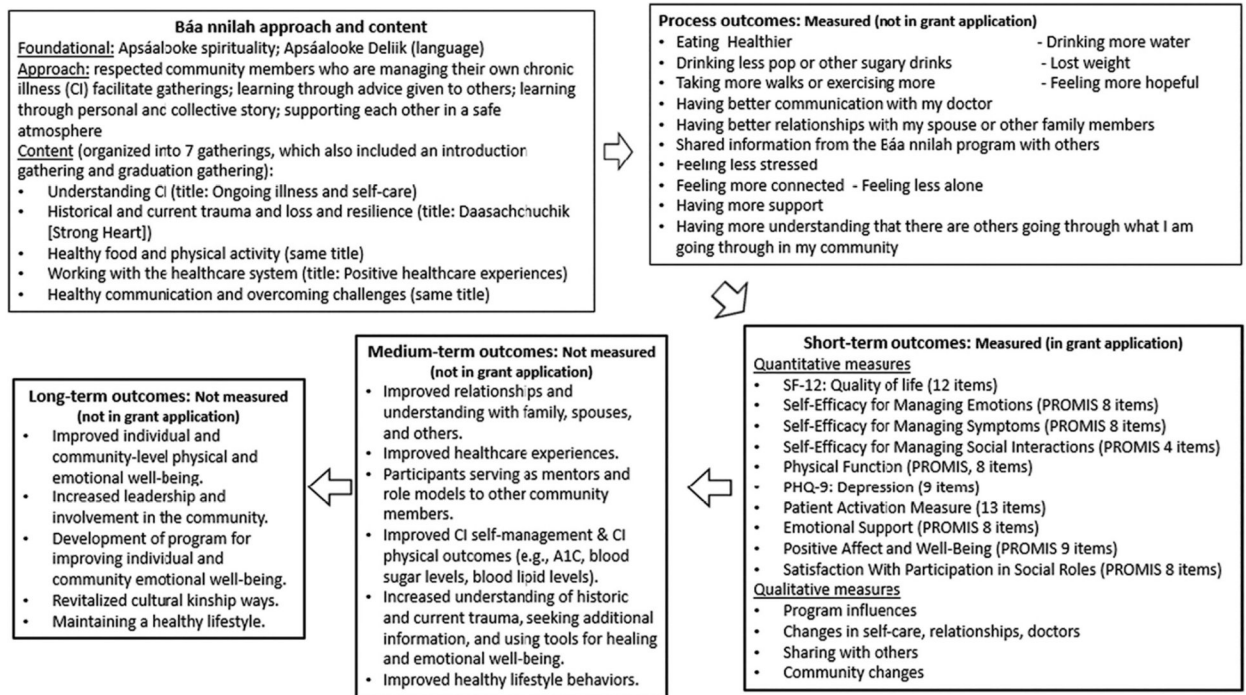 Báa nnilah approach and content
Foundational: Apsáalooke spirituality; Apsáalooke Deliik (language)
Approach: respected community members who are managing their own chronic
illness (CI) facilitate gatherings; learning through advice given to others; learning
through personal and collective story; supporting each other in a safe
atmosphere
Content (organized into 7 gatherings, which also included an introduction
gathering and graduation gathering):
• Understanding CI (title: Ongoing illness and self-care)
• Historical and current trauma and loss and resilience (title: Daasachchuchik
[Strong Heart])
• Healthy food and physical activity (same title)
• Working with the healthcare system (title: Positive healthcare experiences)
• Healthy communication and overcoming challenges (same title)
Process outcomes: Measured (not in grant application)
• Eating Healthier - Drinking more water
• Drinking less pop or other sugary drinks - Lost weight
• Taking more walks or exercising more - Feeling more hopeful
• Having better communication with my doctor
• Having better relationships with my spouse or other family members
• Shared information from the Eáa nnilah program with others
• Feeling less stressed
• Feeling more connected - Feeling less alone
• Having more support
• Having more understanding that there are others going through what I am
going through in my community
Short-term outcomes: Measured (in grant application)
Quantitative measures
• SF-12: Quality of life (12 items)
• Self-Efficacy for Managing Emotions (PROMIS 8 items)
• Self-Efficacy for Managing Symptoms (PROMIS 8 items)
• Self-Efficacy for Managing Social Interactions (PROMIS 4 items)
• Physical Function (PROMIS, 8 items)
• PHQ-9: Depression (9 items)
• Patient Activation Measure (13 items)
• Emotional Support (PROMIS 8 items)
• Positive Affect and Well-Being (PROMIS 9 items)
• Satisfaction With Participation in Social Roles (PROMIS 8 items)
Qualitative measures
• Program influences
• Changes in self-care, relationships, doctors
• Sharing with others
• Community changes
Medium-term outcomes: Not measured
(not in grant application)
• Improved relationships and
understanding with family, spouses,
and others.
• Improved healthcare experiences.
• Participants serving as mentors and
role models to other community
members.
• Improved CI self-management & CI
physical outcomes (e.g., A1C, blood
sugar levels, blood lipid levels).
• Increased understanding of historic
and current trauma, seeking additional
information, and using tools for healing
and emotional well-being.
• Improved healthy lifestyle behaviors.
Long-term outcomes: Not measured
(not in grant application)
• Improved individual and
community-level physical and
emotional well-being.
• Increased leadership and
involvement in the community.
• Development of program for
improving individual and
community emotional well-being.
• Revitalized cultural kinship ways.
• Maintaining a healthy lifestyle.